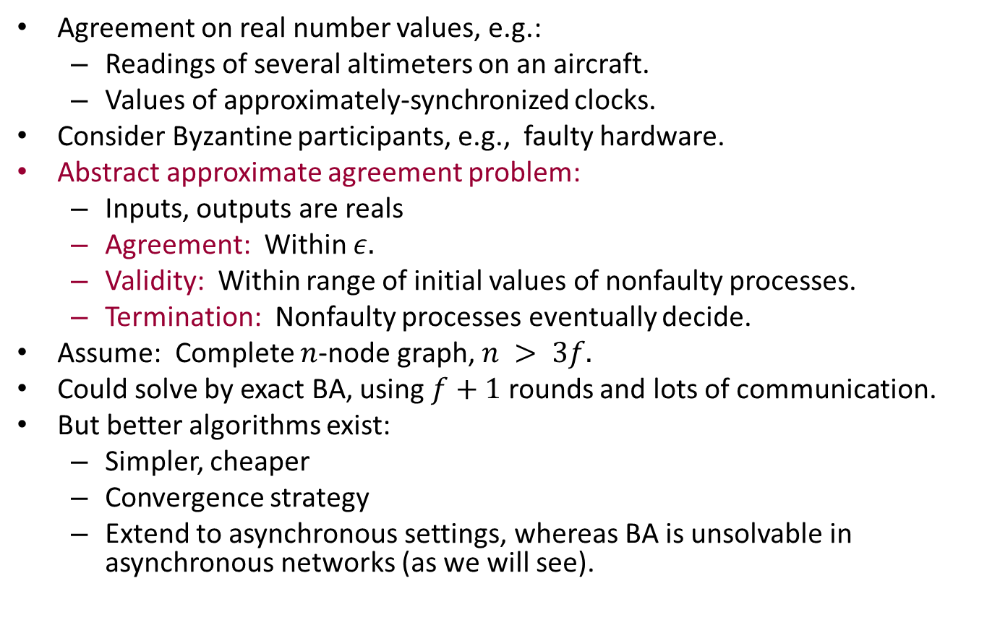 • Agreement on real number values, e.g.:
– Readings of several altimeters on an aircraft.
– Values of approximately-synchronized clocks.
• Consider Byzantine participants, e.g., faulty hardware.
• Abstract approximate agreement problem:
– Inputs, outputs are reals
– Agreement: Within ϵ.
– Validity: Within range of initial values of nonfaulty processes.
– Termination: Nonfaulty processes eventually decide.
• Assume: Complete n-node graph, n > 3f.
• Could solve by exact BA, using f + 1 rounds and lots of communication.
• But better algorithms exist:
– Simpler, cheaper
– Convergence strategy
– Extend to asynchronous settings, whereas BA is unsolvable in
asynchronous networks (as we will see).